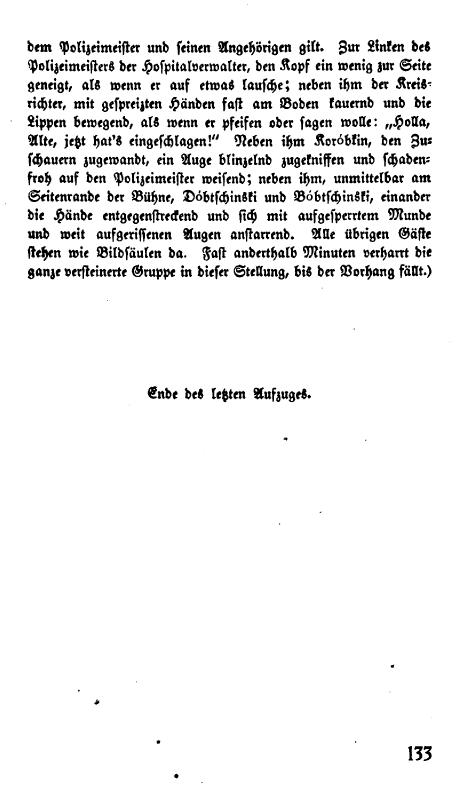 dem Polizeimeister und seinen Angehörigen gilt. Zur Linken des
Polizeimeisters der Hospitalverwalter, den Kopf ein wenig zur Seite
geneigt, als wenn er auf etwas lausche; neben ihm der Kreis-
richter, mit gespreizten Händen fast am Boden kauernd und die
Lippen bewegend, als wenn er pfeifen oder sagen wolle: „Holla,
Alte, jetzt hat's eingeschlagen!“ Neben ihm Koróbkin, den Zu-
schauern zugewandt, ein Auge blinzelnd zugekniffen und schaden-
froh auf den Polizeimeister weisend; neben ihm, unmittelbar am
Seitenrande der Bühne, Dóbtschinski und Bóbtschinski, einander
die Hände entgegenstreckend und sich mit aufgesperrtem Munde
und weit aufgerissenen Augen anstarrend. Alle übrigen Gäste
stehen wie Bildsäulen da. Fast anderthalb Minuten verharrt die
ganze versteinerte Gruppe in dieser Stellung, bis der Vorhang fällt.)
Ende des letzten Aufzuges.
133